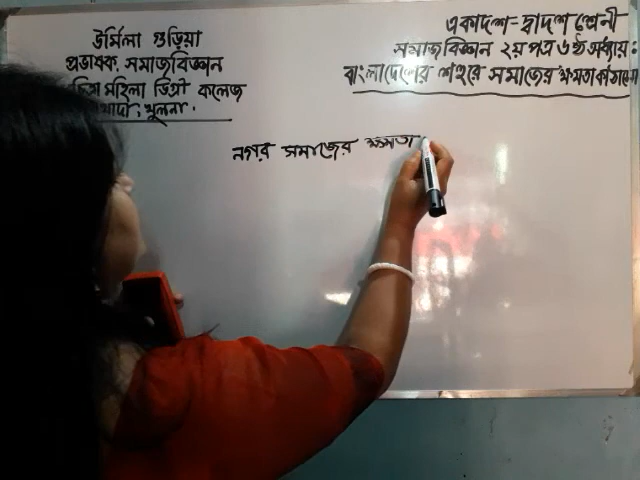 উর্মিলা গুড়িয়া
প্রভাষক, সমাজবিজ্ঞান
মহিলা ডিগ্রী কলেজ
খুলনা।
একাদশ-দ্বাদশ শ্রেনী
সমাজবিজ্ঞান ২য় পত্র ৬ষ্ঠ অধ্যায়:
বাংলাদেশের শহুরে সমাজের ক্ষমতা কাঠামো
নগর সমাজের ক্ষমতা